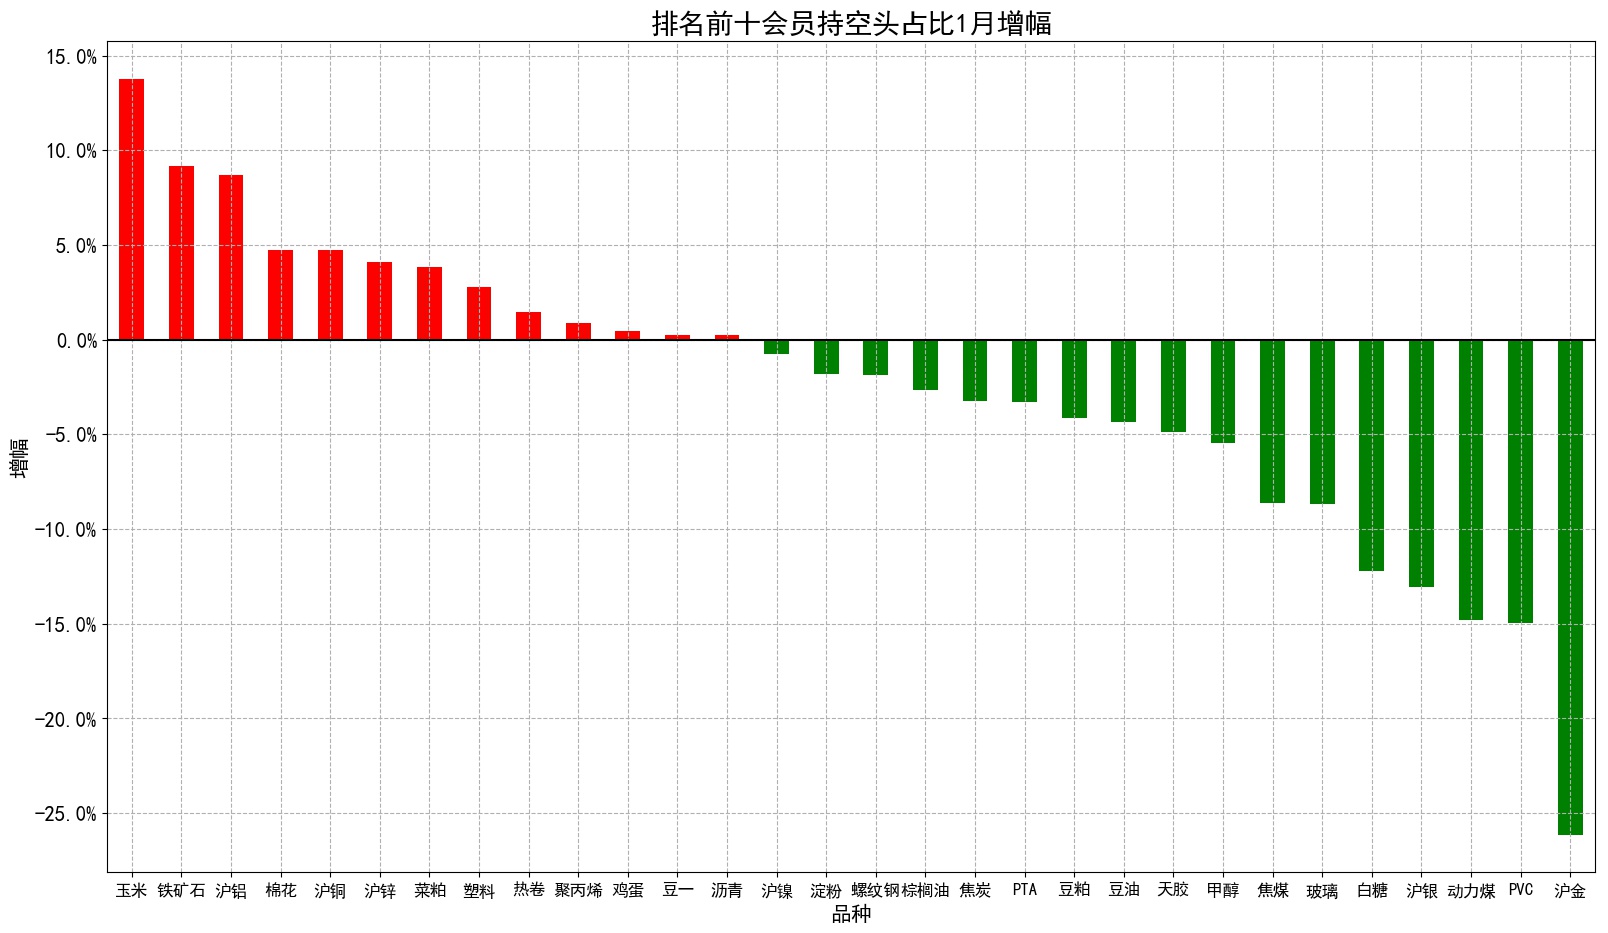 排名前十会员持空头占比1月增幅
15.0%
10.0%
5.0%
0.0%
-5.0%
-10.0%
-15.0%
-20.0%
-25.0%
增幅
玉米 铁矿石 沪铝 棉花 沪铜 沪锌 菜粕 塑料 热卷 聚丙烯 鸡蛋 豆一 沥青 沪镍 淀粉 螺纹钢 棕榈油 焦炭 PTA 豆粕 豆油 天胶 甲醇 焦煤 玻璃 白糖 沪银 动力煤 PVC 沪金
品种